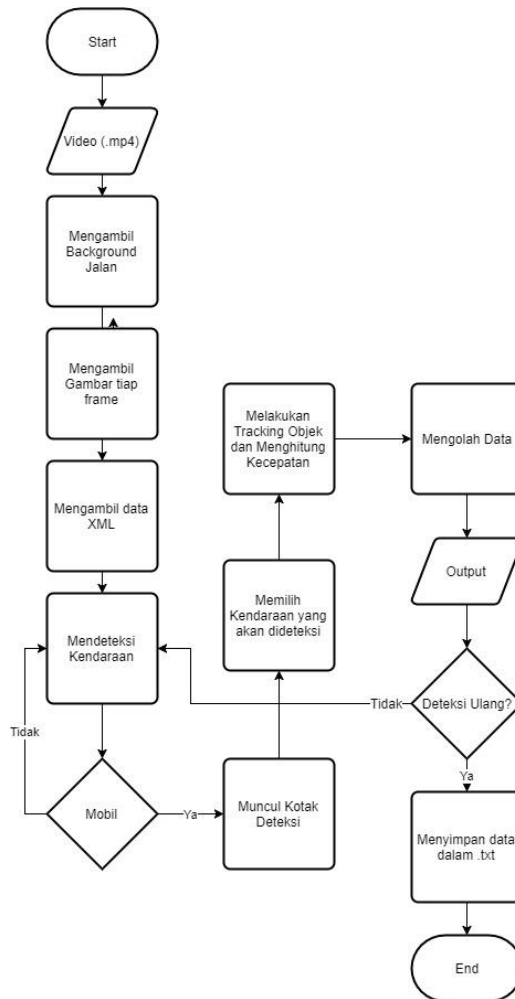 Start
Video (.mp4)
Mengambil
Background
Jalan
Mengambil
Gambar tiap
frame
Mengambil data
XML
Mendeteksi
Kendaraan
Tidak
Mobil
Ya
Muncul Kotak
Deteksi
Memilih
Kendaraan yang
akan dideteksi
Melakukan
Tracking Objek
dan Menghitung
Kecepatan
Mengolah Data
Output
Deteksi Ulang?
Tidak
Ya
Menyimpan data
dalam .txt
End